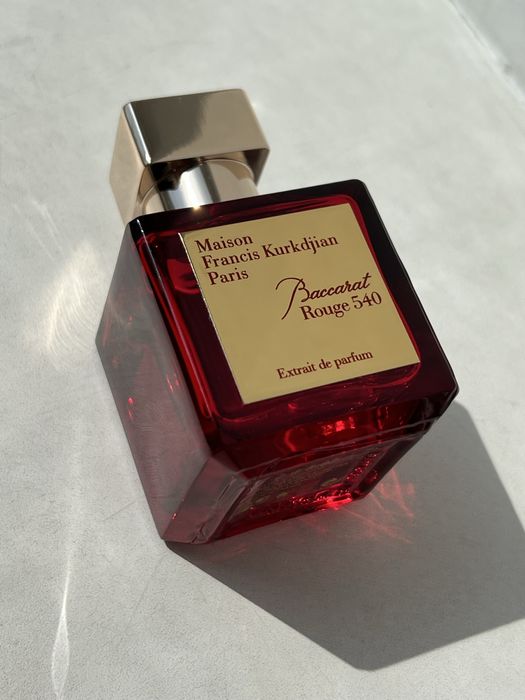 Maison
Francis Kurkdjian
Paris
Baccarat
Rouge 540
Extrait de parfum